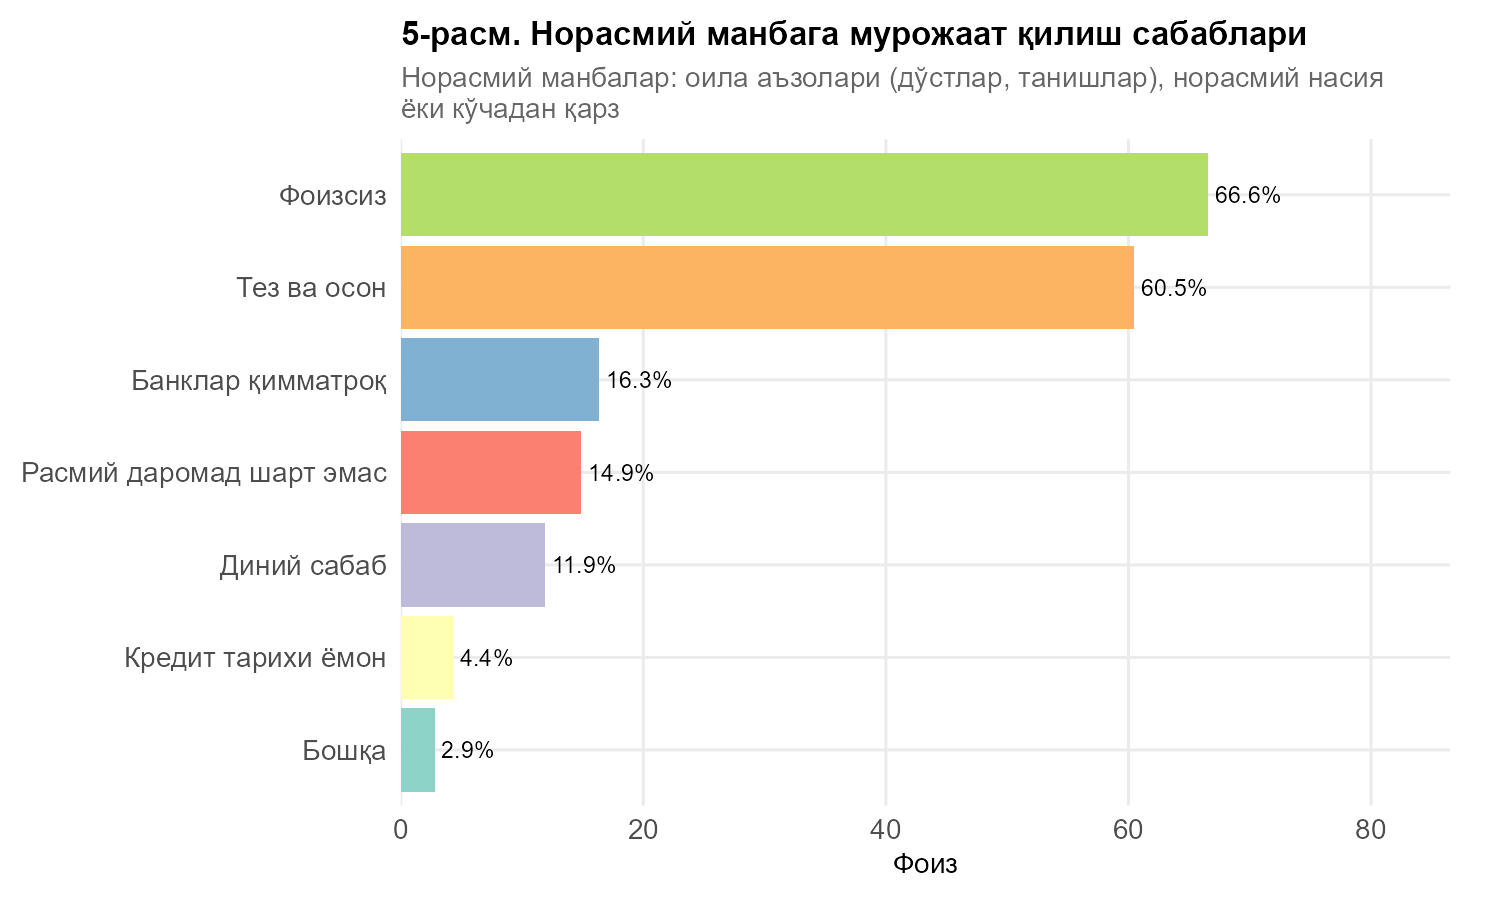 5-расм. Норасмий манбага мурожаат қилиш сабаблари
Норасмий манбалар: оила аъзолари (дўстлар, танишлар), норасмий насия
ёки кўчадан қарз
Фоизсиз
66.6%
Тез ва осон
60.5%
Банклар қимматроқ
16.3%
Расмий даромад шарт эмас
14.9%
Диний сабаб
11.9%
Кредит тарихи ёмон
4.4%
Бошқа
2.9%
0 20 40 60 80
Фоиз